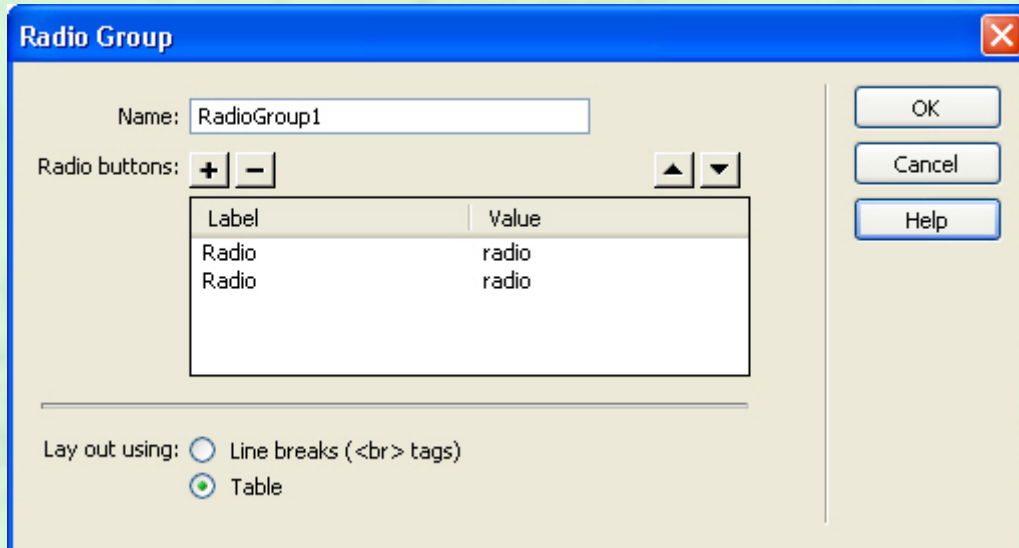 Radio Group
Name: RadioGroup1
OK
Radio buttons:
Cancel
Label Value
Help
Radio radio
Radio radio
Lay out using: Line breaks (<br> tags)
Table